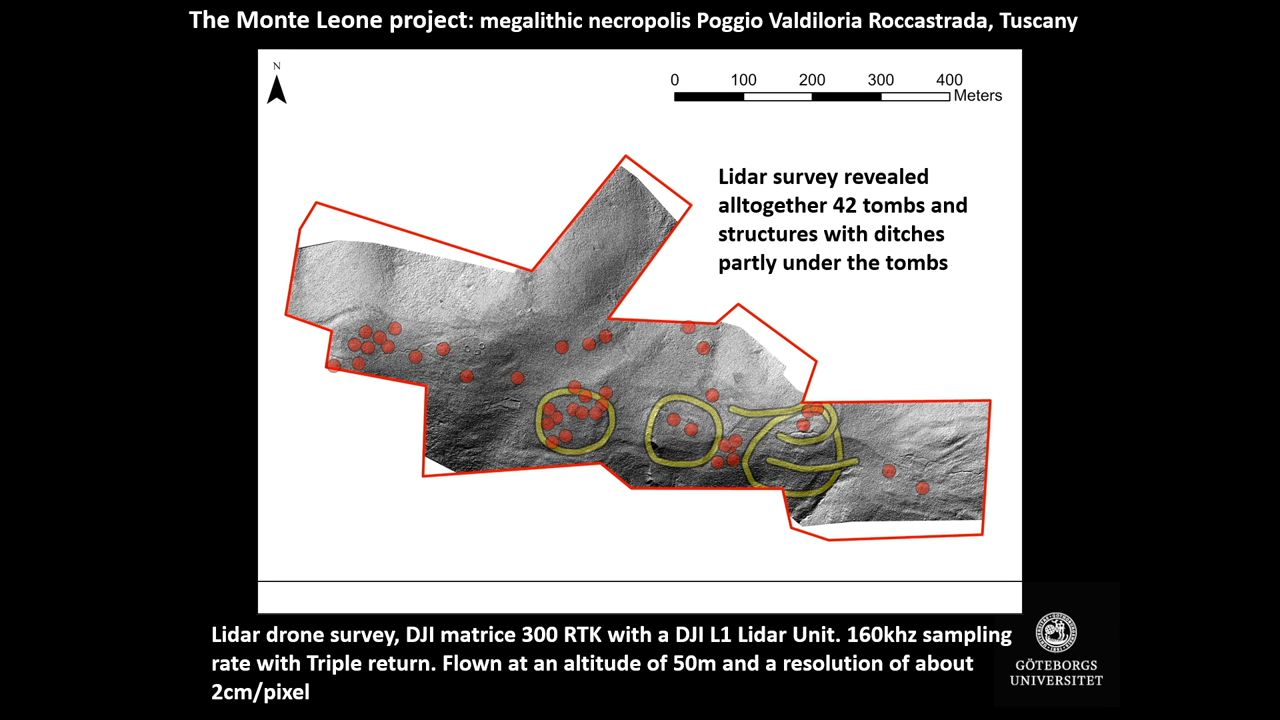 The Monte Leone project: megalithic necropolis Poggio Valdiloria Roccastrada, Tuscany
N
0 100 200 300 400
Meters
Lidar survey revealed
alltogether 42 tombs and
structures with ditches
partly under the tombs
Lidar drone survey, DJI matrice 300 RTK with a DJI L1 Lidar Unit. 160khz sampling
rate with Triple return. Flown at an altitude of 50m and a resolution of about
2cm/pixel
GÖTEBORGS
UNIVERSITET